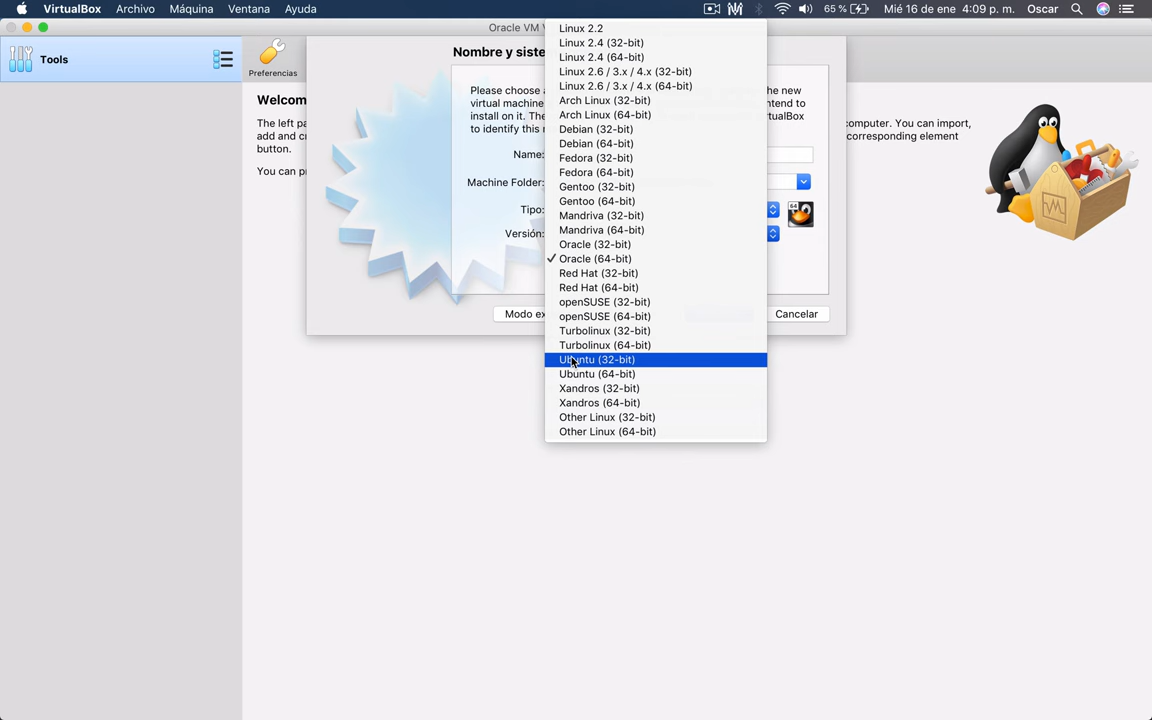 VirtualBox Archivo Máquina Ventana Ayuda 65 % Mié 16 de ene 4:09 p. m. Oscar
Oracle VM V
Tools
Preferencias
Nombre y siste
Welcom
The left pa
add and cr
button.
You can pr
Please choose a
virtual machine
install on it. The
to identify this n
the new
ntend to
rtualBox
Name:
Machine Folder:
Tipo:
Versión:
64
Modo ex
Cancelar
computer. You can import,
corresponding element
Linux 2.2
Linux 2.4 (32-bit)
Linux 2.4 (64-bit)
Linux 2.6 / 3.x / 4.x (32-bit)
Linux 2.6 / 3.x / 4.x (64-bit)
Arch Linux (32-bit)
Arch Linux (64-bit)
Debian (32-bit)
Debian (64-bit)
Fedora (32-bit)
Fedora (64-bit)
Gentoo (32-bit)
Gentoo (64-bit)
Mandriva (32-bit)
Mandriva (64-bit)
Oracle (32-bit)
Oracle (64-bit)
Red Hat (32-bit)
Red Hat (64-bit)
openSUSE (32-bit)
openSUSE (64-bit)
Turbolinux (32-bit)
Turbolinux (64-bit)
Ubuntu (32-bit)
Ubuntu (64-bit)
Xandros (32-bit)
Xandros (64-bit)
Other Linux (32-bit)
Other Linux (64-bit)